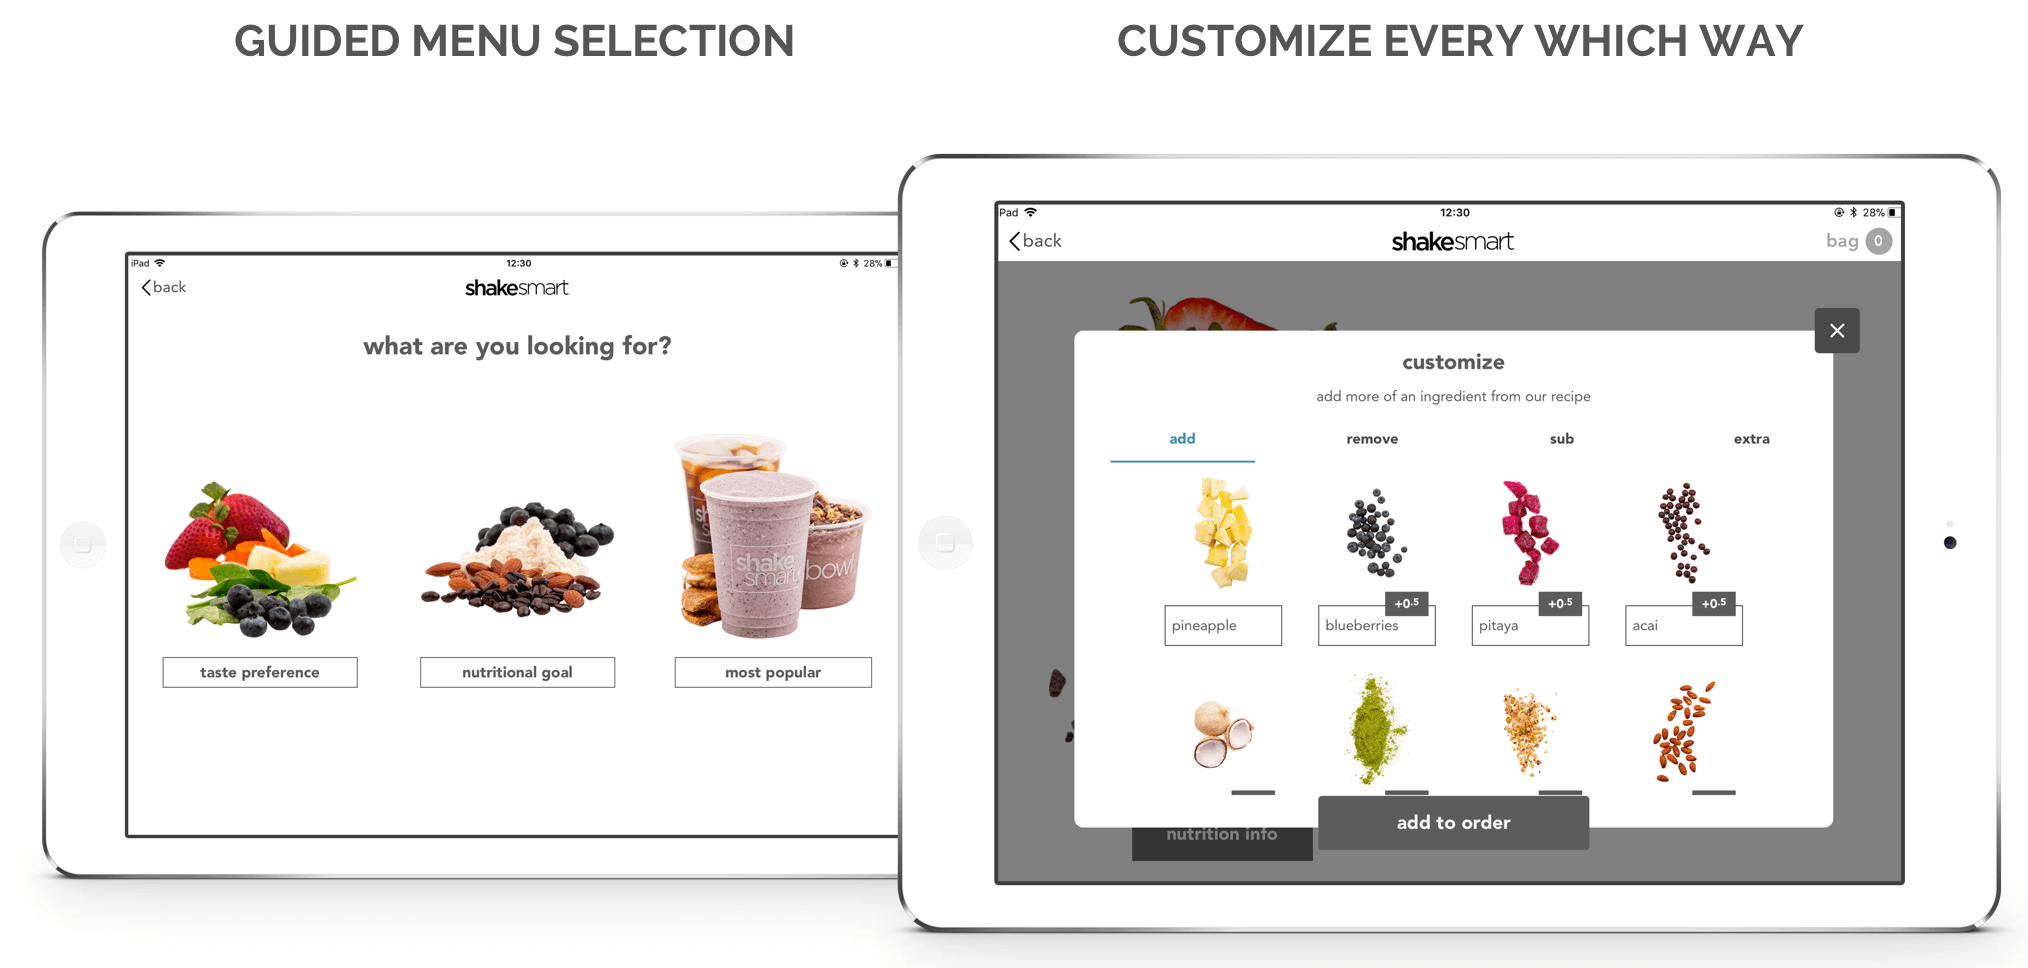 GUIDED MENU SELECTION
CUSTOMIZE EVERY WHICH WAY
iPad 12:30 28%
back shakesmart
what are you looking for?
shake
smart
bowl
taste preference nutritional goal most popular
Pad 12:30 28%
back shakesmart bag 0
customize
add more of an ingredient from our recipe
add remove sub extra
+0.5 +0.5 +0.5
pineapple blueberries pitaya acai
add to order
nutrition info